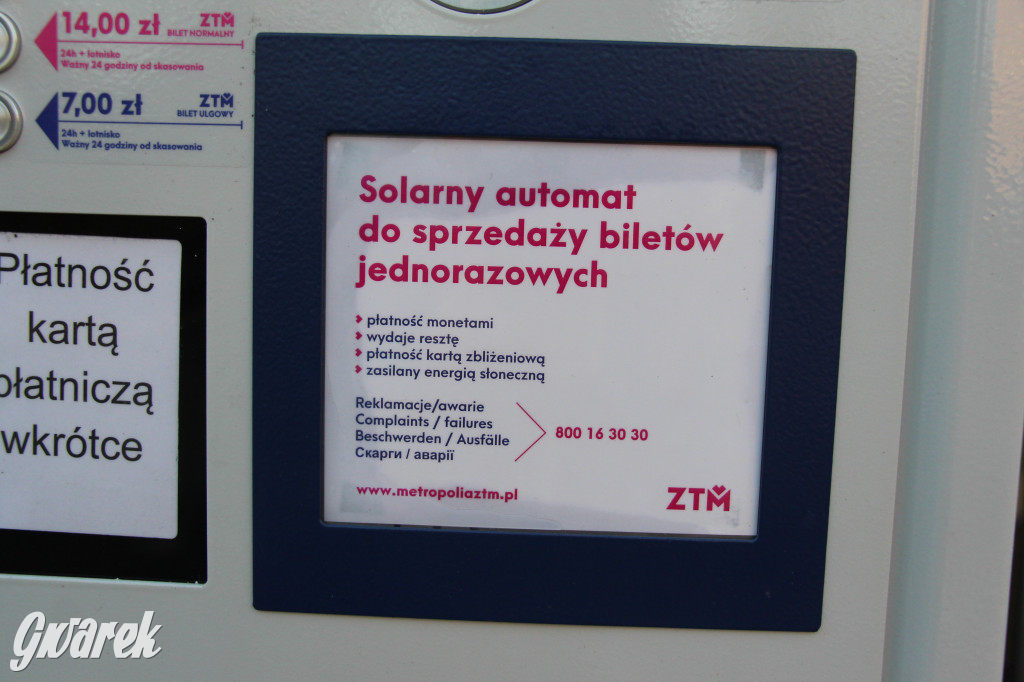 14,00 zł
ZTM
BILET NORMALNY
24h + lotnisko
Ważny 24 godziny od skasowania
7,00 zł
ZTM
BILET ULGOWY
24h + lotnisko
Ważny 24 godziny od skasowania
Płatność
kartą
płatniczą
wkrótce
Solarny automat
do sprzedaży biletów
jednorazowych
płatność monetami
wydaje resztę
płatność kartą zbliżeniową
zasilany energią słoneczną
Reklamacje/awarie
Complaints / failures
Beschwerden / Ausfälle
Скарги / аварії
800 16 30 30
www.metropoliaztm.pl
ZTM
Gwarek